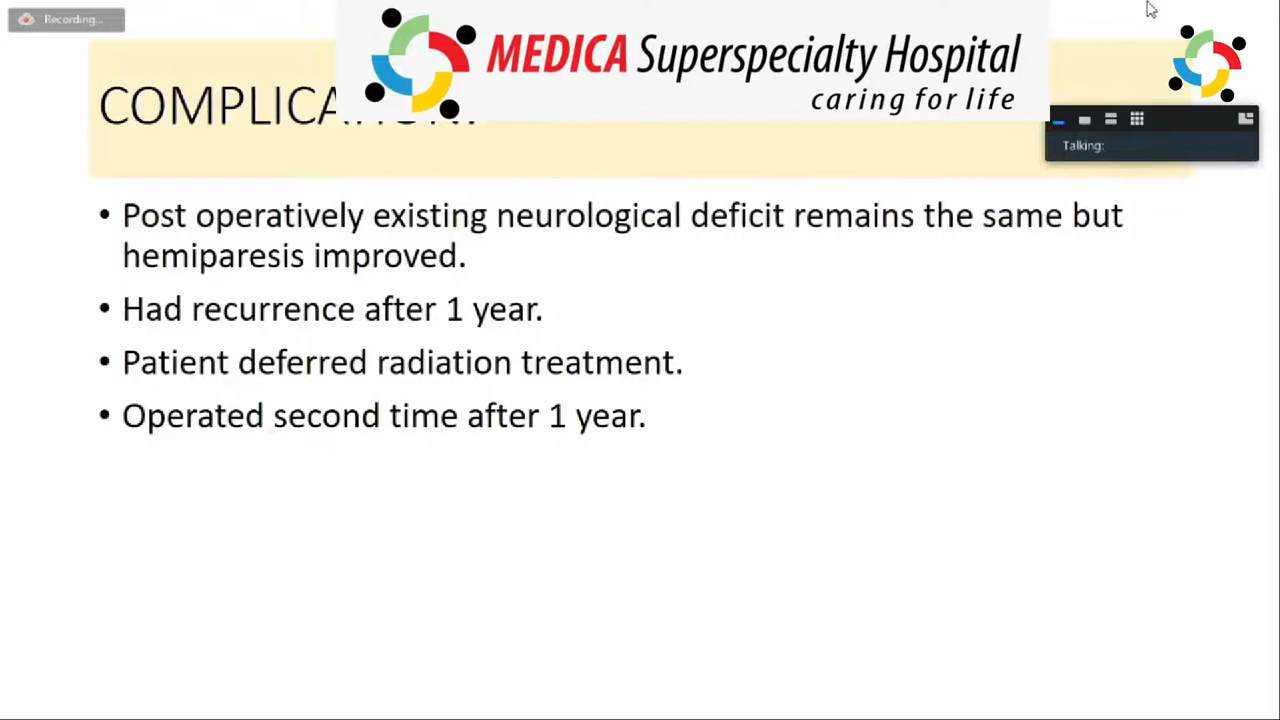 Recording...
MEDICA Superspecialty Hospital
caring for life
Talking:
• Post operatively existing neurological deficit remains the same but
hemiparesis improved.
• Had recurrence after 1 year.
• Patient deferred radiation treatment.
• Operated second time after 1 year.